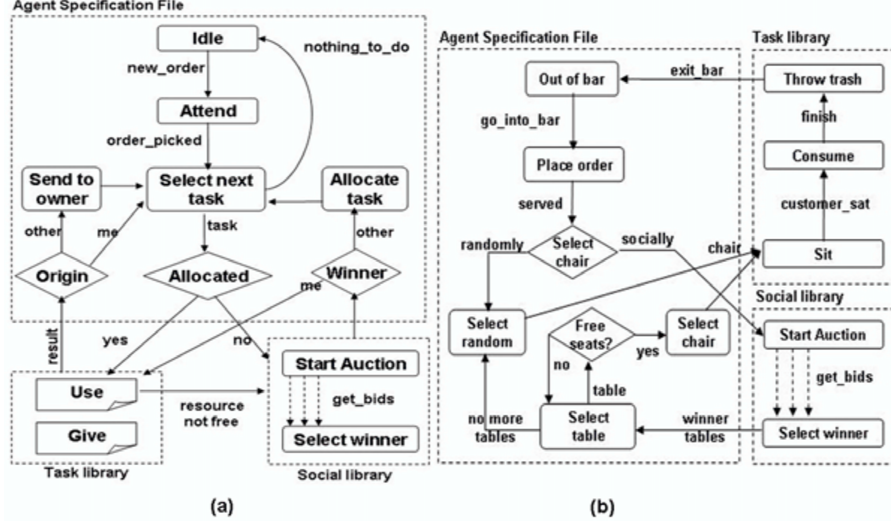 Agent Specification File
Idle
nothing_to_do
new_order
Attend
order_picked
Send to
owner
Select next
task
Allocate
task
other
me
task
other
Origin
Allocated
Winner
me
result
yes
no
Use
Give
resource
not free
Start Auction
get_bids
Select winner
Task library
Social library
(a)
Agent Specification File
Task library
Out of bar
exit_bar
Throw trash
go_into_bar
finish
Place order
Consume
served
customer_sat
randomly
Select
chair
socially
chair
Sit
Social library
Select
random
Free
seats?
yes
Select
chair
Start Auction
no
table
get_bids
no more
tables
Select
table
winner
tables
Select winner
(b)